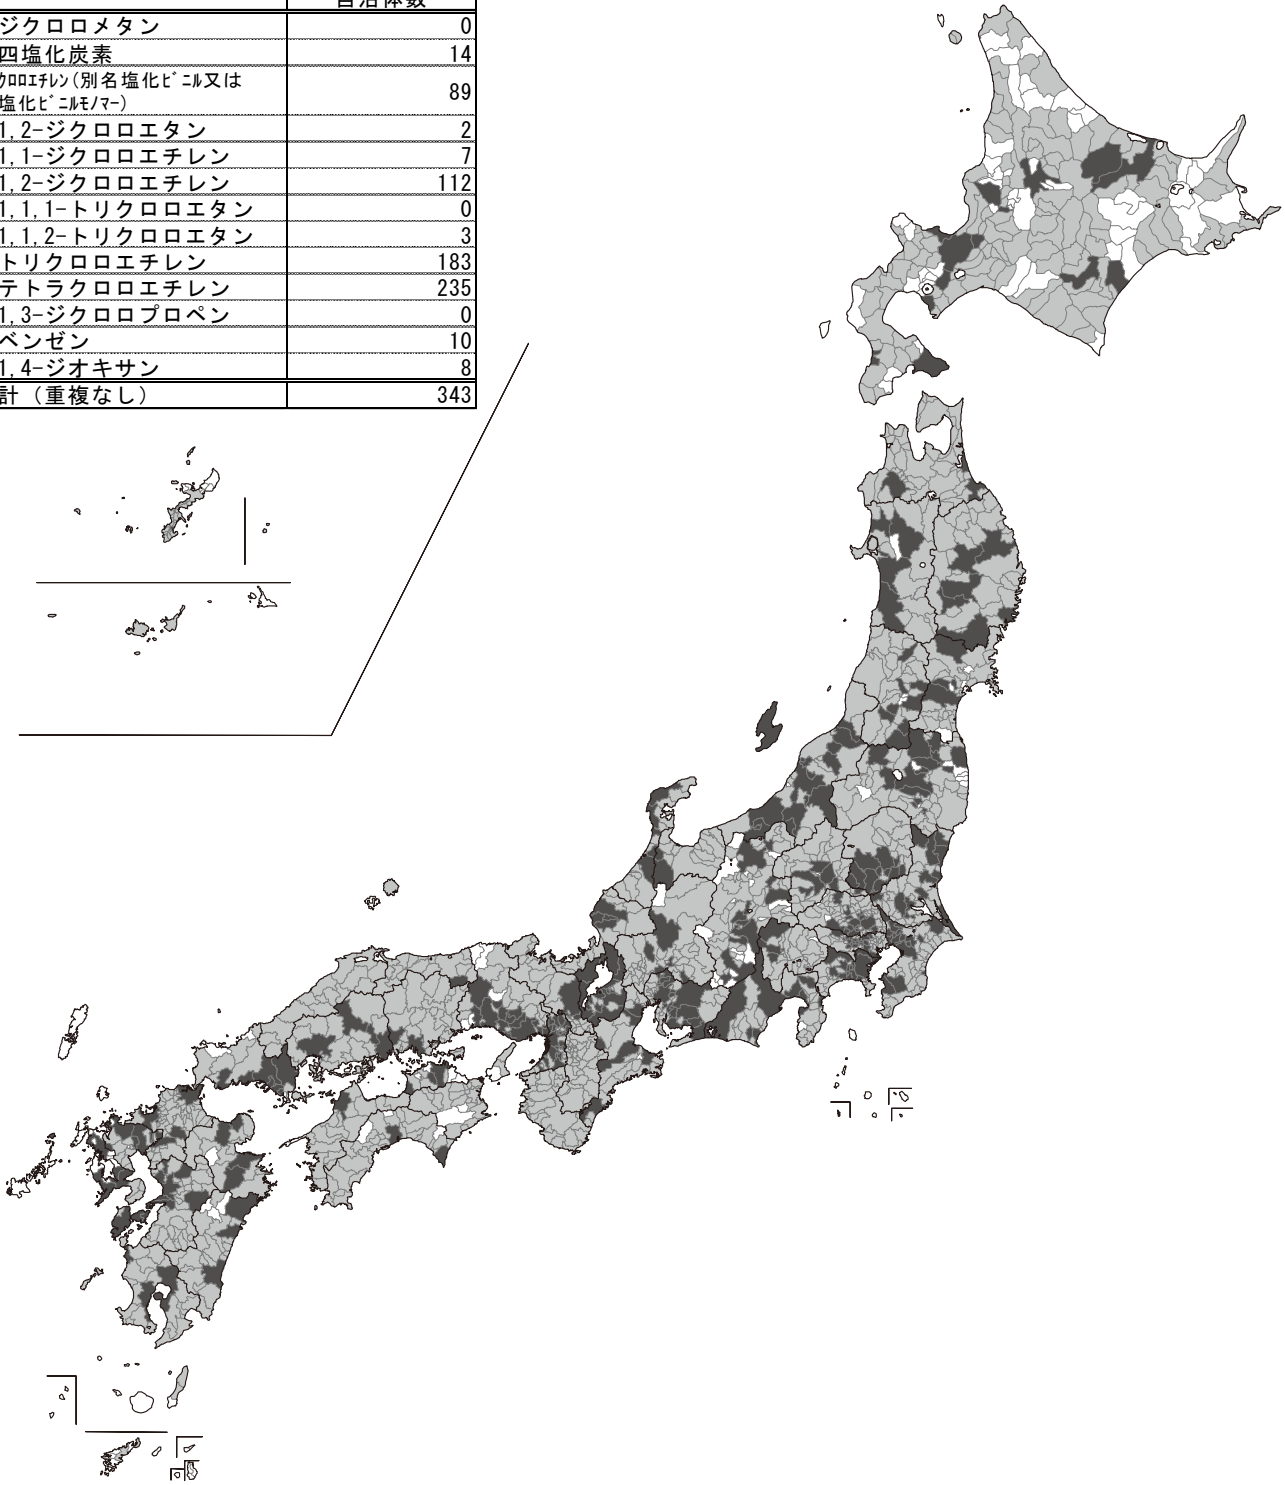 自治体数
ジクロロメタン 0
四塩化炭素 14
ｸﾛﾛｴﾁﾚﾝ(別名塩化ﾋﾞﾆﾙ又は
塩化ﾋﾞﾆﾙﾓﾉﾏｰ) 89
1,2-ジクロロエタン 2
1,1-ジクロロエチレン 7
1,2-ジクロロエチレン 112
1,1,1-トリクロロエタン 0
1,1,2-トリクロロエタン 3
トリクロロエチレン 183
テトラクロロエチレン 235
1,3-ジクロロプロペン 0
ベンゼン 10
1,4-ジオキサン 8
計（重複なし） 343